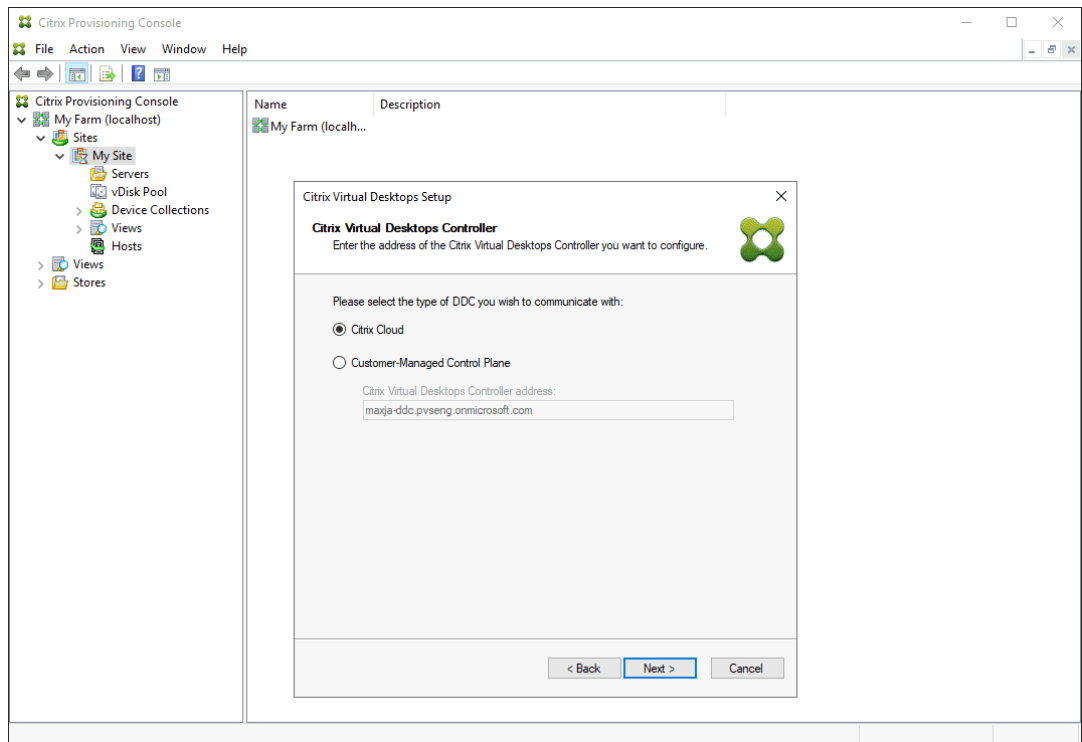 Citrix Provisioning Console
File Action View Window Help
Citrix Provisioning Console
My Farm (localhost)
Sites
My Site
Servers
vDisk Pool
Device Collections
Views
Hosts
Views
Stores
Name Description
My Farm (localh...
Citrix Virtual Desktops Setup
Citrix Virtual Desktops Controller
Enter the address of the Citrix Virtual Desktops Controller you want to configure.
Please select the type of DDC you wish to communicate with:
Citrix Cloud
Customer-Managed Control Plane
Citrix Virtual Desktops Controller address:
maxja-ddc.pvseng.onmicrosoft.com
< Back Next > Cancel